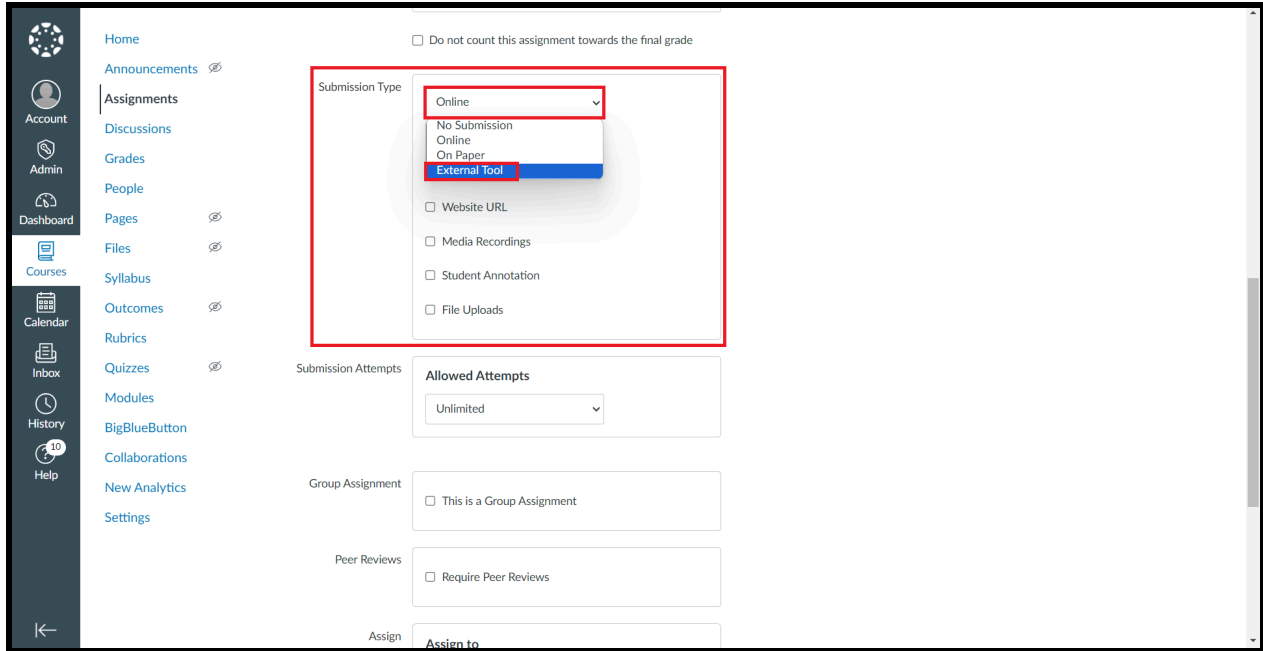 Account
Admin
Dashboard
Courses
Calendar
Inbox
History
10
Help
Home
Announcements
Assignments
Discussions
Grades
People
Pages
Files
Syllabus
Outcomes
Rubrics
Quizzes
Modules
BigBlueButton
Collaborations
New Analytics
Settings
Do not count this assignment towards the final grade
Submission Type
Online
No Submission
Online
On Paper
External Tool
Website URL
Media Recordings
Student Annotation
File Uploads
Submission Attempts
Allowed Attempts
Unlimited
Group Assignment
This is a Group Assignment
Peer Reviews
Require Peer Reviews
Assign
Assign to